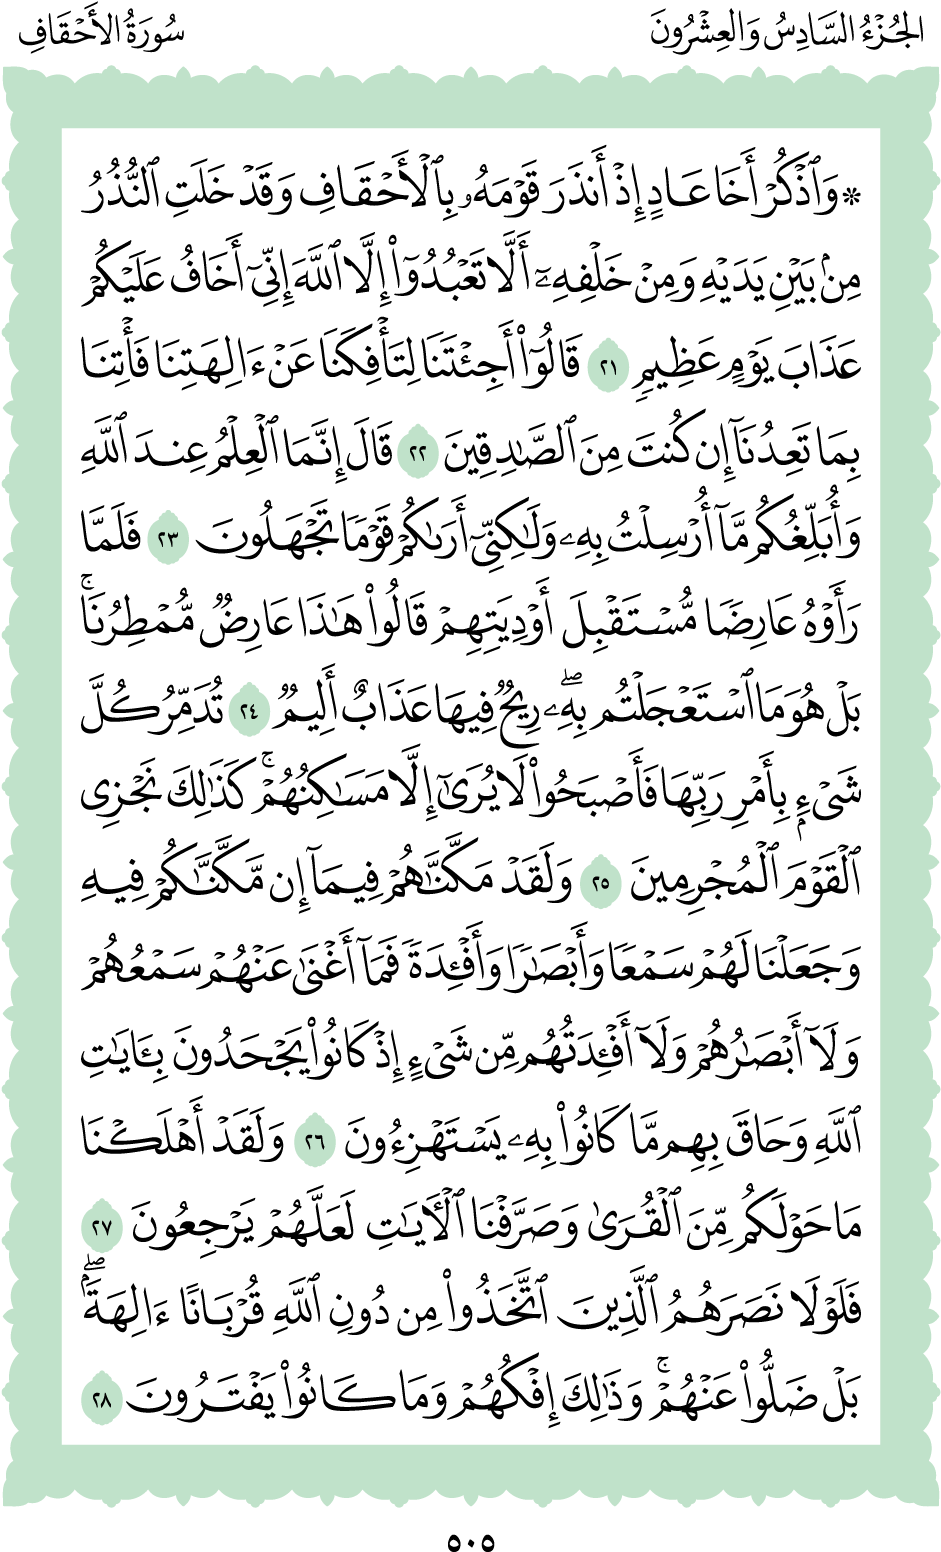 الجُزْءُ السَّادِسُ وَالعِشْرُونَ
سُورَةُ الأَحْقَافِ
۞ وَٱذۡكُرۡ أَخَا عَادٍ إِذۡ أَنذَرَ قَوۡمَهُۥ بِٱلۡأَحۡقَافِ وَقَدۡ خَلَتِ ٱلنُّذُرُ
مِنۢ بَيۡنِ يَدَيۡهِ وَمِنۡ خَلۡفِهِۦٓ أَلَّا تَعۡبُدُوٓاْ إِلَّا ٱللَّهَ إِنِّيٓ أَخَافُ عَلَيۡكُمۡ
عَذَابَ يَوۡمٍ عَظِيمٖ ٢١ قَالُوٓاْ أَجِئۡتَنَا لِتَأۡفِكَنَا عَنۡ ءَالِهَتِنَا فَأۡتِنَا
بِمَا تَعِدُنَآ إِن كُنتَ مِنَ ٱلصَّٰدِقِينَ ٢٢ قَالَ إِنَّمَا ٱلۡعِلۡمُ عِندَ ٱللَّهِ
وَأُبَلِّغُكُم مَّآ أُرۡسِلۡتُ بِهِۦ وَلَٰكِنِّيٓ أَرَىٰكُمۡ قَوۡمٗا تَجۡهَلُونَ ٢٣ فَلَمَّا
رَأَوۡهُ عَارِضٗا مُّسۡتَقۡبِلَ أَوۡدِيَتِهِمۡ قَالُواْ هَٰذَا عَارِضٞ مُّمۡطِرُنَاۚ
بَلۡ هُوَ مَا ٱسۡتَعۡجَلۡتُم بِهِۦۖ رِيحٞ فِيهَا عَذَابٌ أَلِيمٞ ٢٤ تُدَمِّرُ كُلَّ
شَيۡءِۭ بِأَمۡرِ رَبِّهَا فَأَصۡبَحُواْ لَا يُرَىٰٓ إِلَّا مَسَٰكِنُهُمۡۚ كَذَٰلِكَ نَجۡزِي
ٱلۡقَوۡمَ ٱلۡمُجۡرِمِينَ ٢٥ وَلَقَدۡ مَكَّنَّٰهُمۡ فِيمَآ إِن مَّكَّنَّٰكُمۡ فِيهِ
وَجَعَلۡنَا لَهُمۡ سَمۡعٗا وَأَبۡصَٰرٗا وَأَفۡـِٔدَةٗ فَمَآ أَغۡنَىٰ عَنۡهُمۡ سَمۡعُهُمۡ
وَلَآ أَبۡصَٰرُهُمۡ وَلَآ أَفۡـِٔدَتُهُم مِّن شَيۡءٍ إِذۡ كَانُواْ يَجۡحَدُونَ بِـَٔايَٰتِ
ٱللَّهِ وَحَاقَ بِهِم مَّا كَانُواْ بِهِۦ يَسۡتَهۡزِءُونَ ٢٦ وَلَقَدۡ أَهۡلَكۡنَا
مَا حَوۡلَكُم مِّنَ ٱلۡقُرَىٰ وَصَرَّفۡنَا ٱلۡأٓيَٰتِ لَعَلَّهُمۡ يَرۡجِعُونَ ٢٧
فَلَوۡلَا نَصَرَهُمُ ٱلَّذِينَ ٱتَّخَذُواْ مِن دُونِ ٱللَّهِ قُرۡبَانًا ءَالِهَةَۢۖ
بَلۡ ضَلُّواْ عَنۡهُمۡۚ وَذَٰلِكَ إِفۡكُهُمۡ وَمَا كَانُواْ يَفۡتَرُونَ ٢٨
٥٠٥